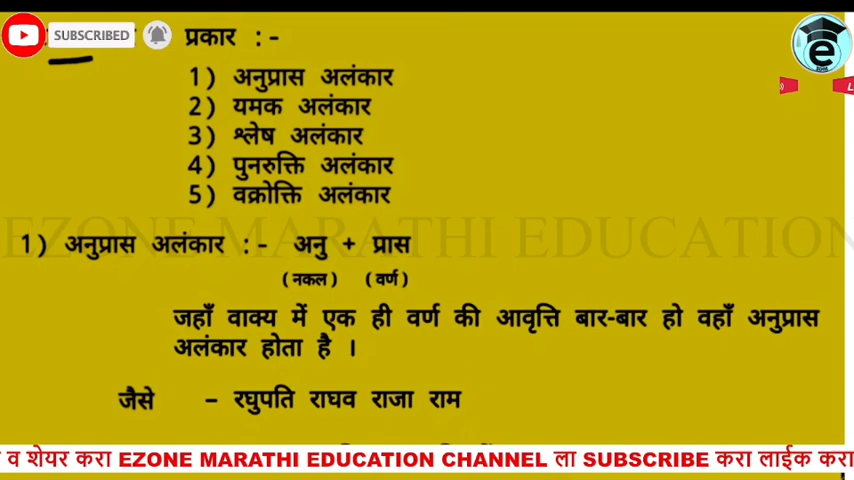 SUBSCRIBED
प्रकार :-
1) अनुप्रास अलंकार
2) यमक अलंकार
3) श्लेष अलंकार
4) पुनरुक्ति अलंकार
5) वक्रोक्ति अलंकार
EZONE MARATHI EDUCATION
1) अनुप्रास अलंकार :- अनु + प्रास
(नकल) (वर्ण)
जहाँ वाक्य में एक ही वर्ण की आवृत्ति बार-बार हो वहाँ अनुप्रास
अलंकार होता है ।
जैसे - रघुपति राघव राजा राम
व शेयर करा EZONE MARATHI EDUCATION CHANNEL ला SUBSCRIBE करा लाईक करा